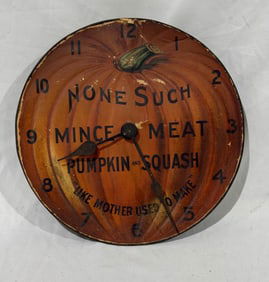 12
11 1
10 2
NONE SUCH
9 MINCE MEAT 3
PUMPKIN AND SQUASH
8 4
"LIKE MOTHER USED TO MAKE"
7 5
6